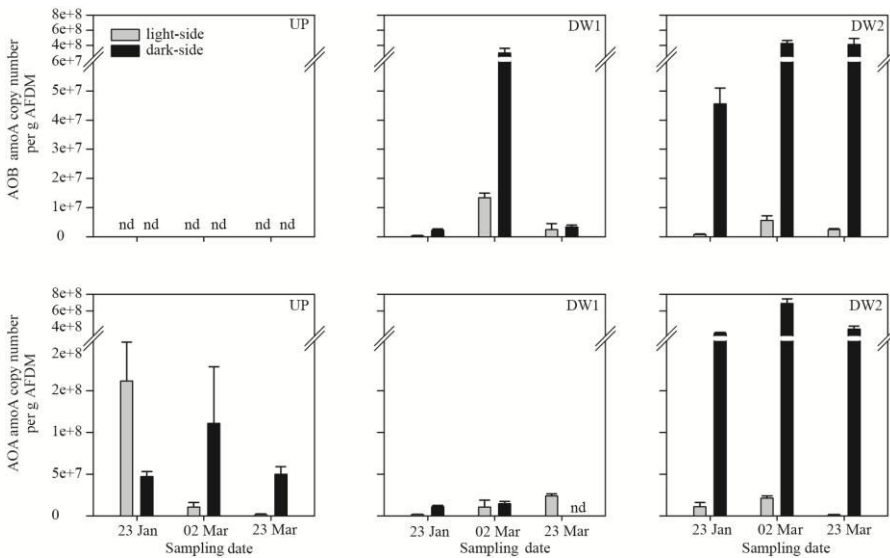 8e+8
6e+8
4e+8
6e+7
5e+7
4e+7
3e+7
2e+7
1e+7
0
AOB amoA copy number
per g AFDM
light-side
dark-side
UP
nd nd nd nd nd nd
DW1
DW2
8e+8
6e+8
4e+8
2e+8
2e+8
1e+8
5e+7
0
AOA amoA copy number
per g AFDM
UP
DW1
nd
DW2
23 Jan 02 Mar 23 Mar
Sampling date
23 Jan 02 Mar 23 Mar
Sampling date
23 Jan 02 Mar 23 Mar
Sampling date